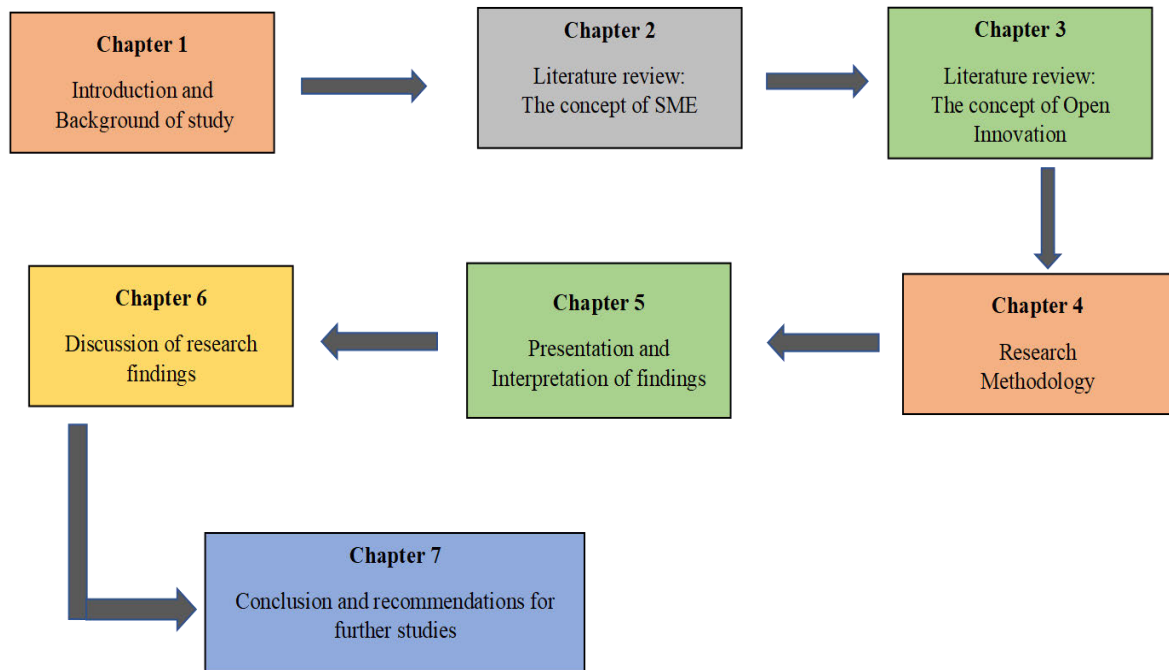 Chapter 1
Introduction and
Background of study
Chapter 2
Literature review:
The concept of SME
Chapter 3
Literature review:
The concept of Open
Innovation
Chapter 4
Research
Methodology
Chapter 5
Presentation and
Interpretation of findings
Chapter 6
Discussion of research
findings
Chapter 7
Conclusion and recommendations for
further studies